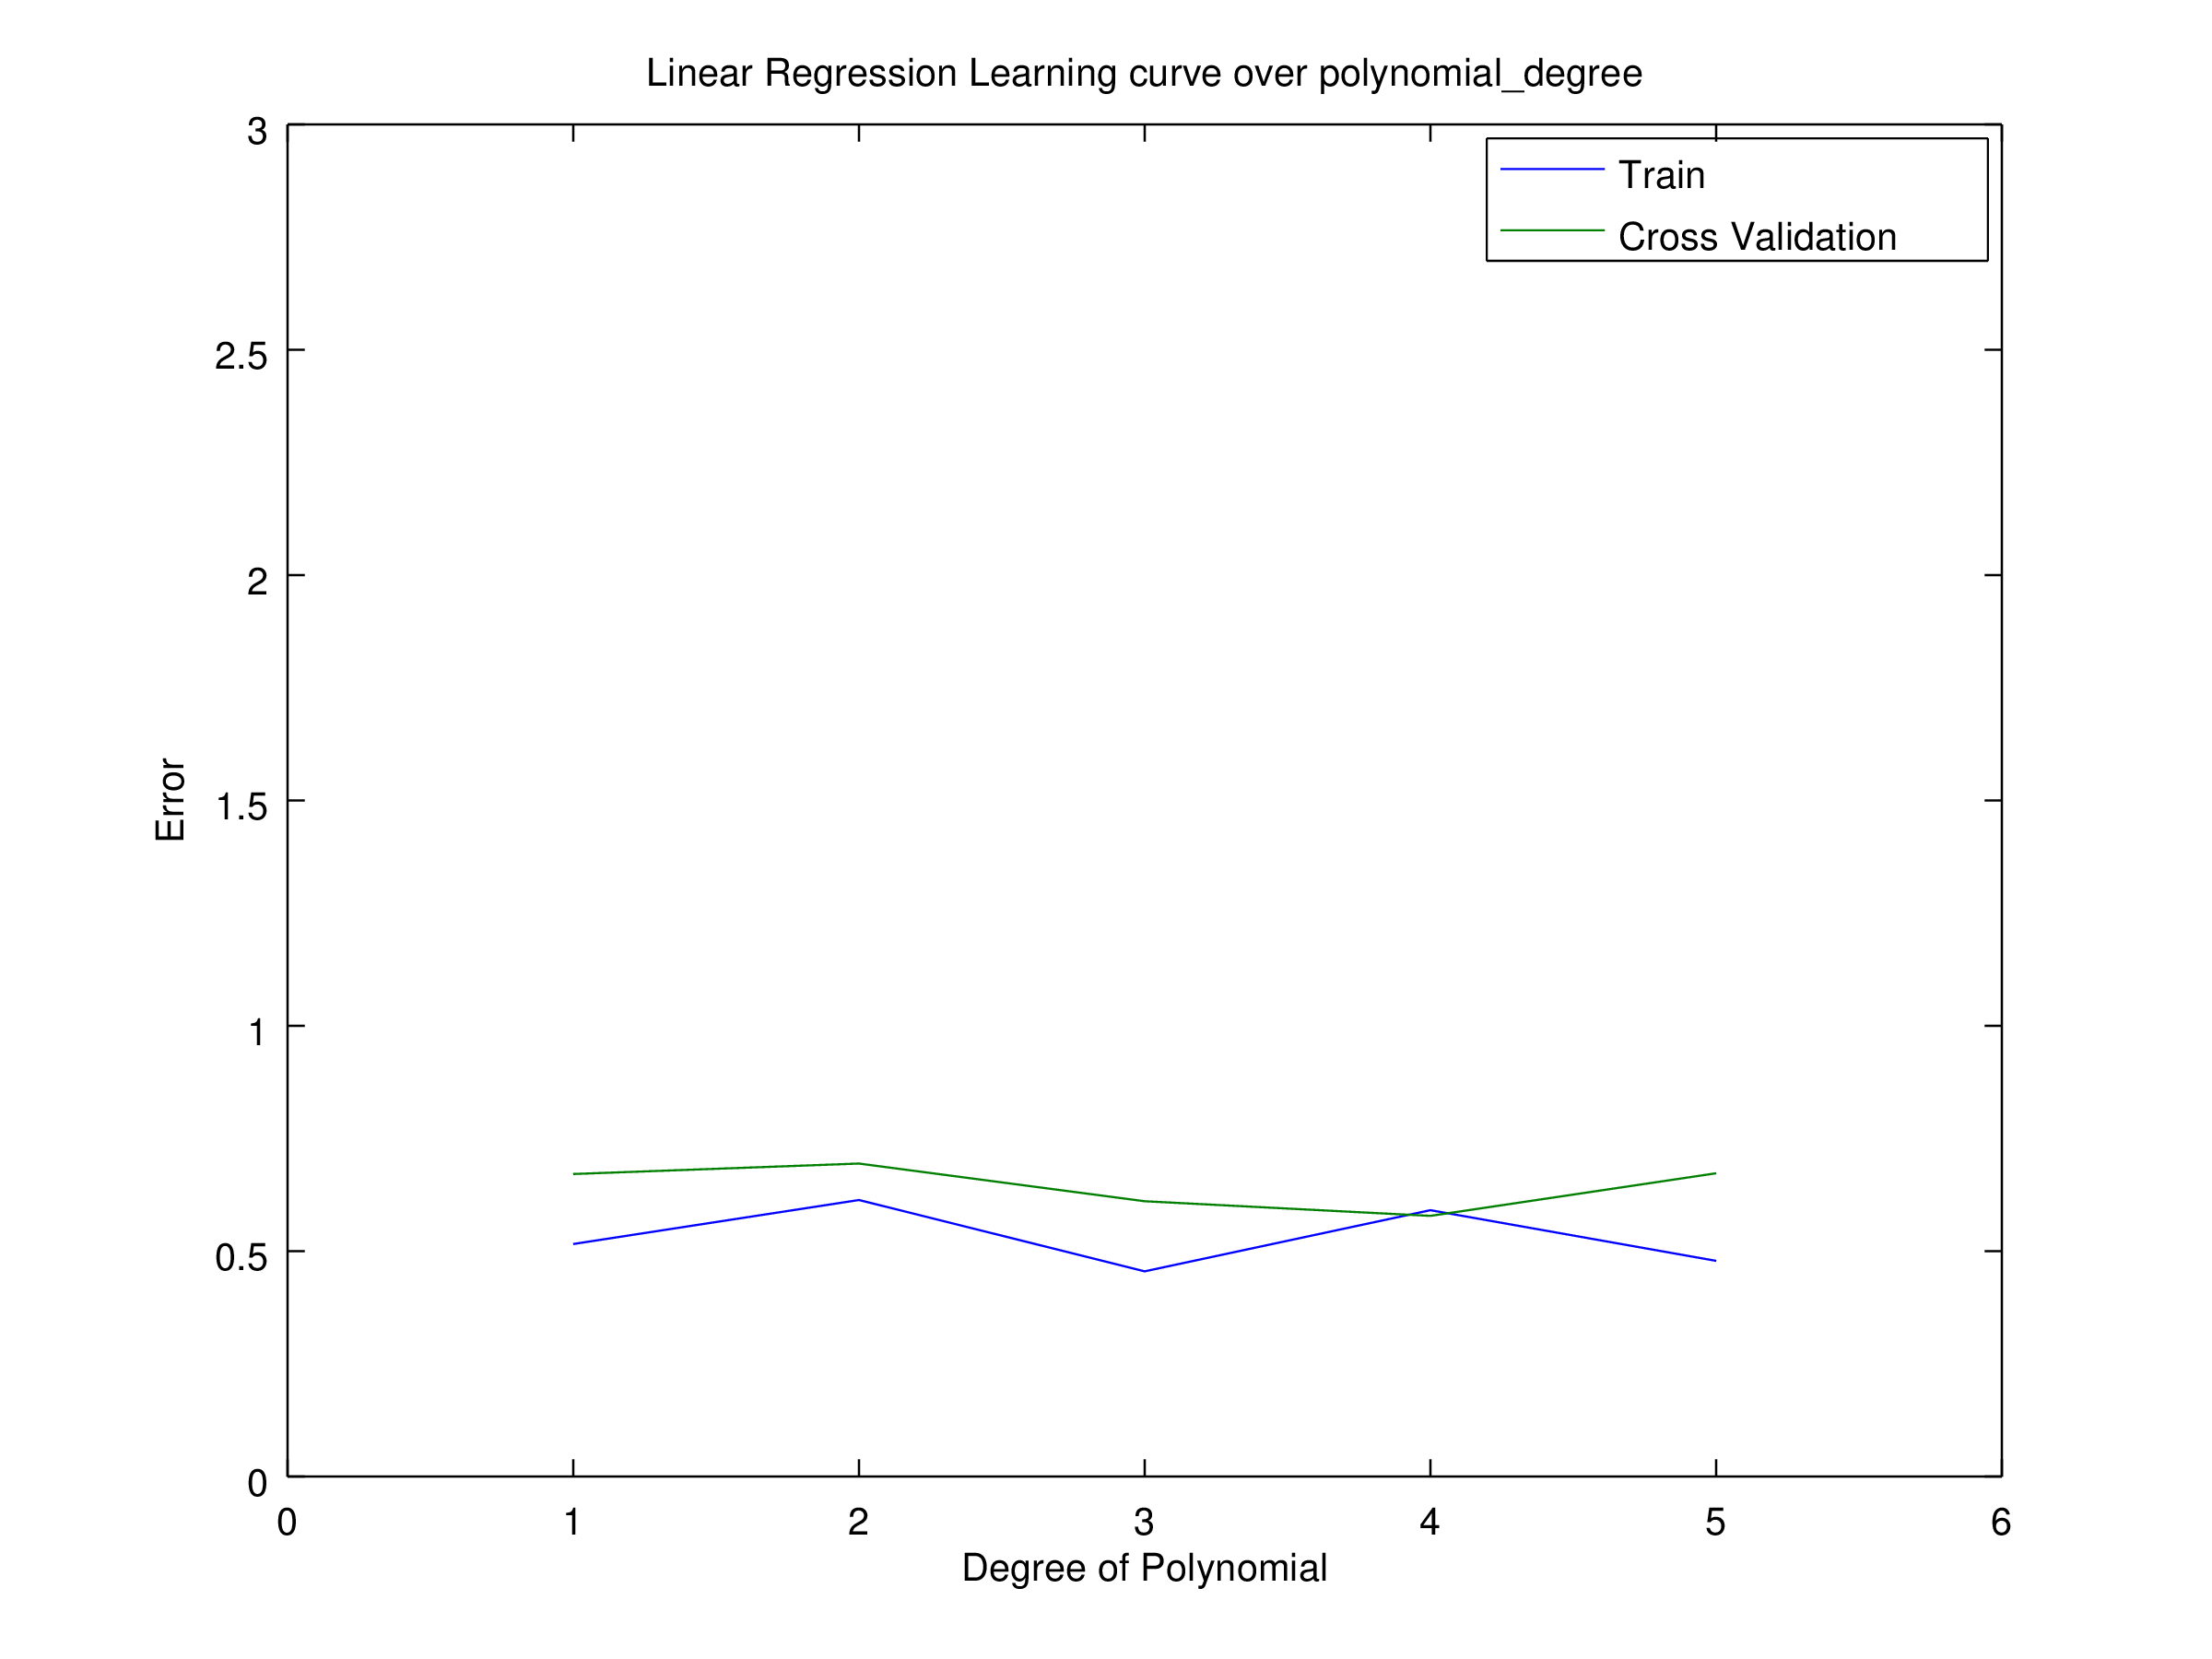 Linear Regression Learning curve over polynomial_degree
3
2.5
2
1.5
1
0.5
0
Error
Train
Cross Validation
0 1 2 3 4 5 6
Degree of Polynomial